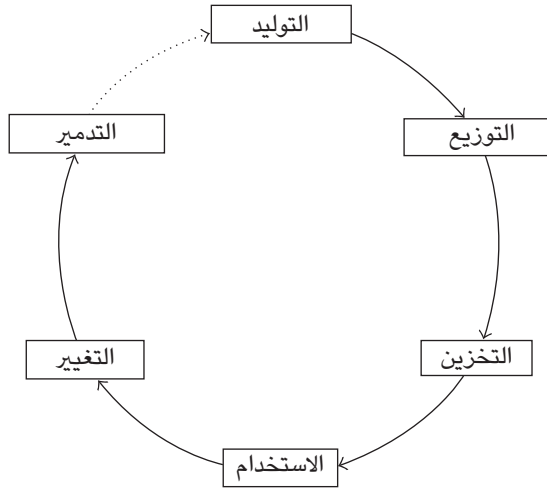 التوليد
التوزيع
التخزين
الاستخدام
التغيير
التدمير